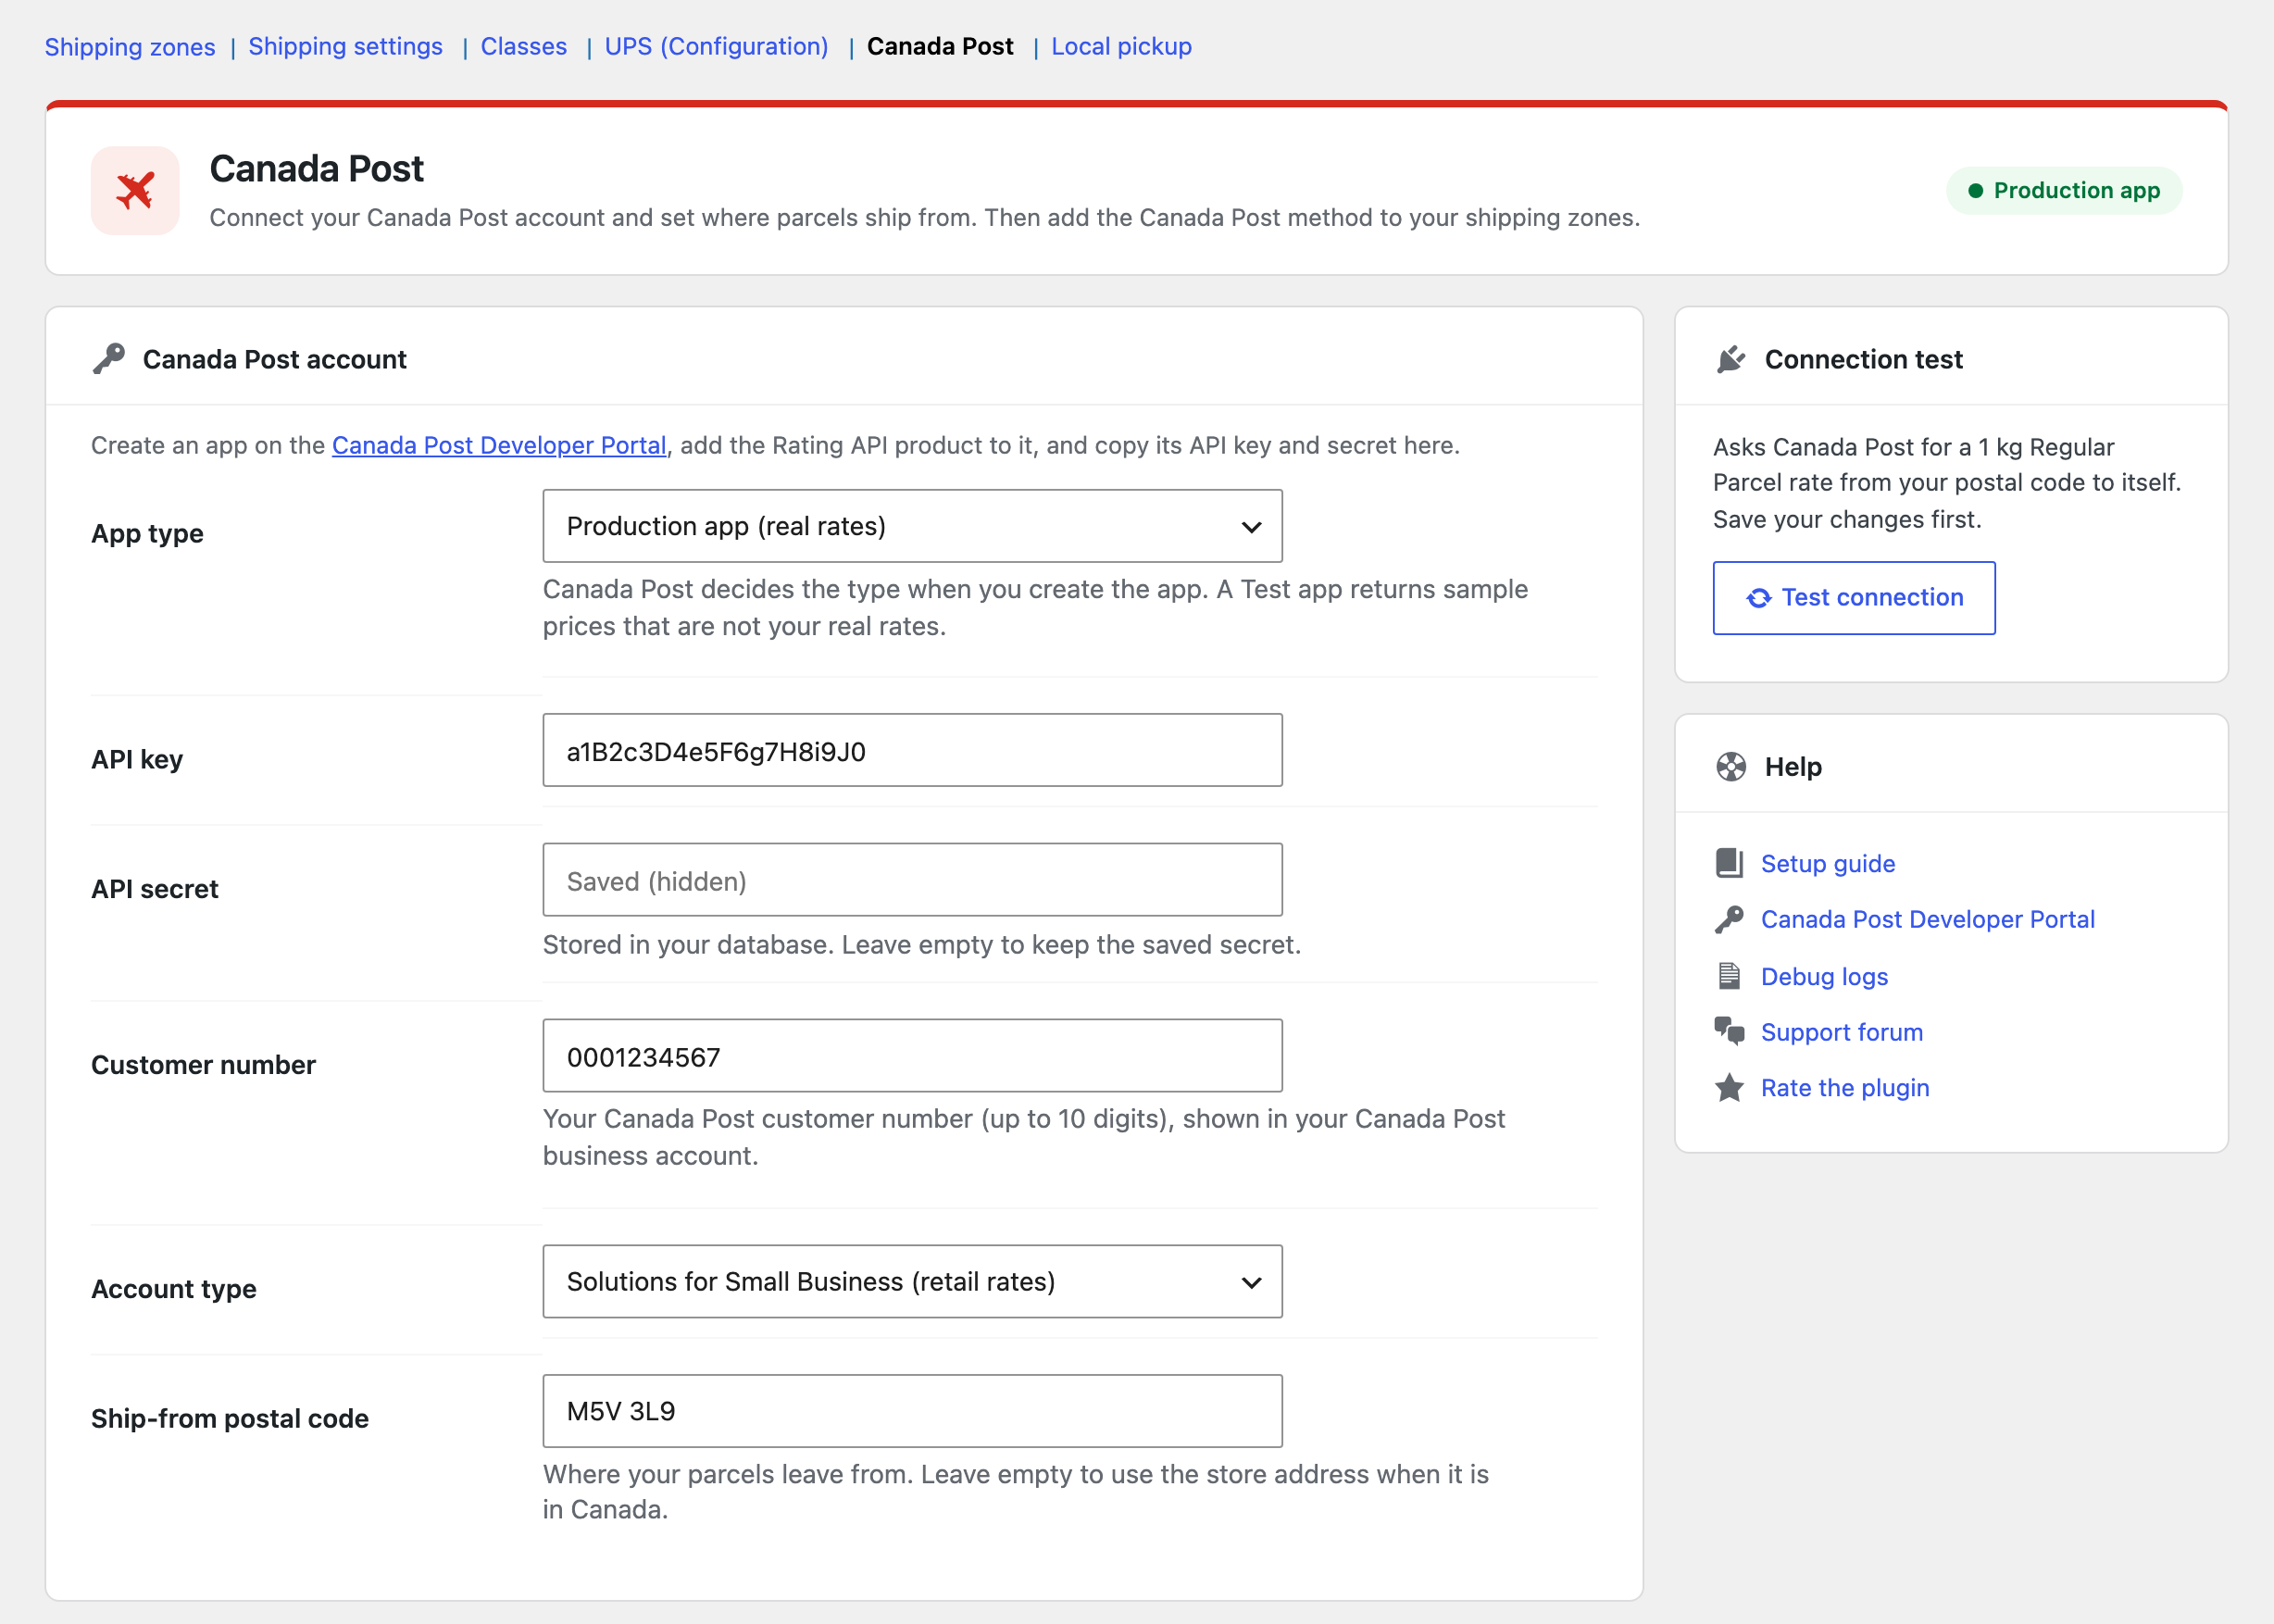 Shipping zones | Shipping settings | Classes | UPS (Configuration) | Canada Post | Local pickup
Canada Post
Connect your Canada Post account and set where parcels ship from. Then add the Canada Post method to your shipping zones.
Production app
Canada Post account
Create an app on the Canada Post Developer Portal, add the Rating API product to it, and copy its API key and secret here.
App type
Production app (real rates)
Canada Post decides the type when you create the app. A Test app returns sample
prices that are not your real rates.
API key
a1B2c3D4e5F6g7H8i9J0
API secret
Saved (hidden)
Stored in your database. Leave empty to keep the saved secret.
Customer number
0001234567
Your Canada Post customer number (up to 10 digits), shown in your Canada Post
business account.
Account type
Solutions for Small Business (retail rates)
Ship-from postal code
M5V 3L9
Where your parcels leave from. Leave empty to use the store address when it is
in Canada.
Connection test
Asks Canada Post for a 1 kg Regular
Parcel rate from your postal code to itself.
Save your changes first.
Test connection
Help
Setup guide
Canada Post Developer Portal
Debug logs
Support forum
Rate the plugin